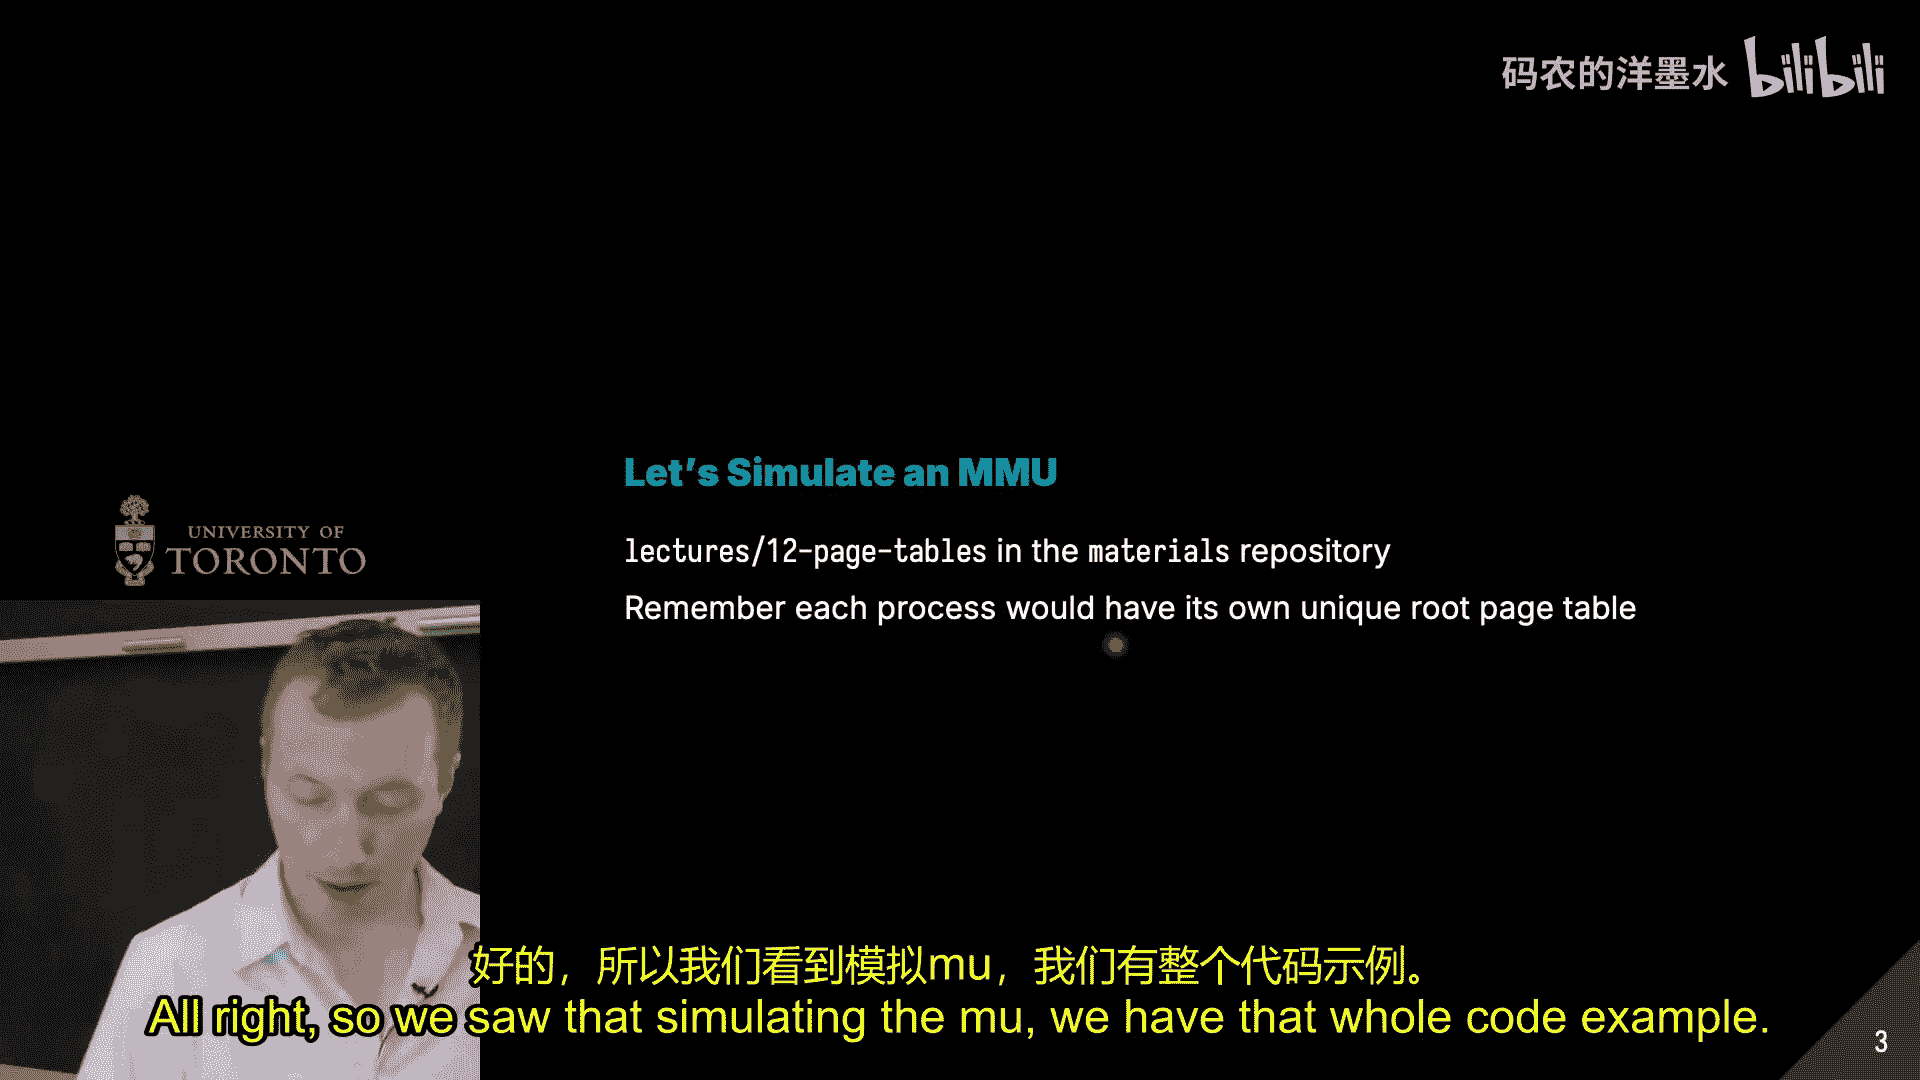 码农的洋墨水 bilibili
Let's Simulate an MMU
lectures/12-page-tables in the materials repository
Remember each process would have its own unique root page table
UNIVERSITY OF
TORONTO
好的，所以我们看到模拟mu，我们有整个代码示例。
All right, so we saw that simulating the mu, we have that whole code example.
3